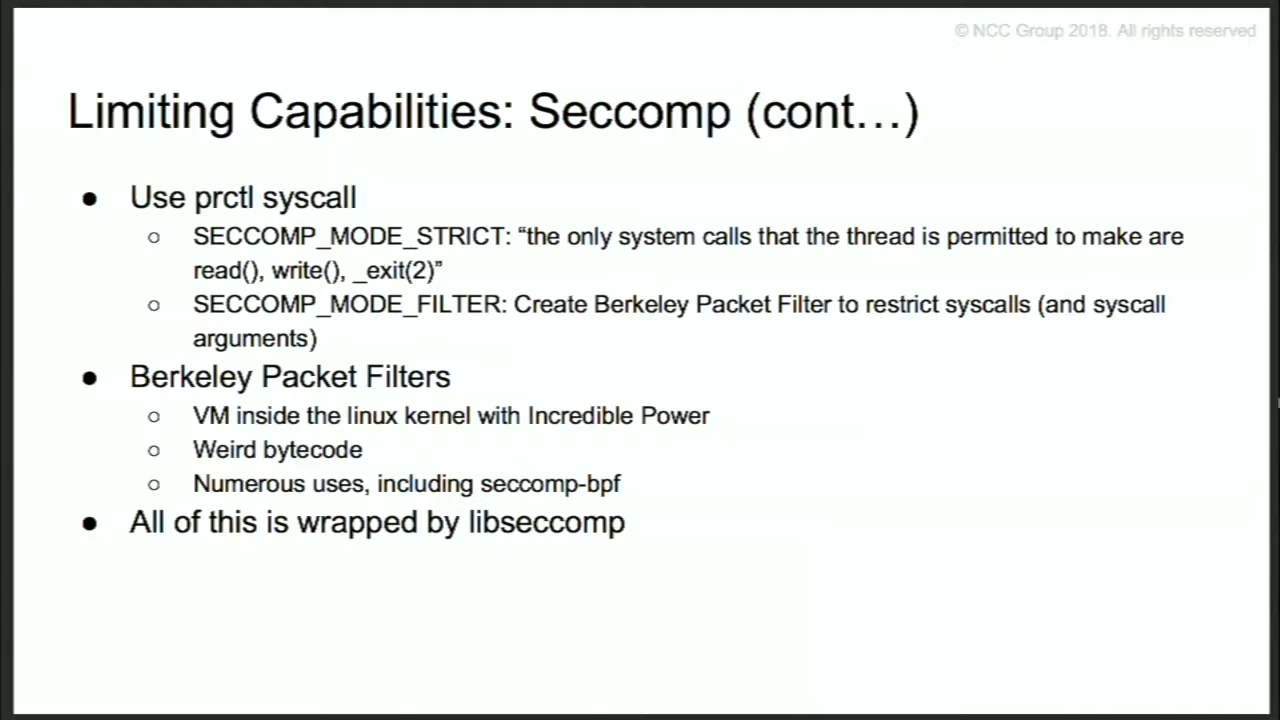 © NCC Group 2018. All rights reserved
Limiting Capabilities: Seccomp (cont…)
● Use prctl syscall
○ SECCOMP_MODE_STRICT: “the only system calls that the thread is permitted to make are
read(), write(), _exit(2)”
○ SECCOMP_MODE_FILTER: Create Berkeley Packet Filter to restrict syscalls (and syscall
arguments)
● Berkeley Packet Filters
○ VM inside the linux kernel with Incredible Power
○ Weird bytecode
○ Numerous uses, including seccomp-bpf
● All of this is wrapped by libseccomp